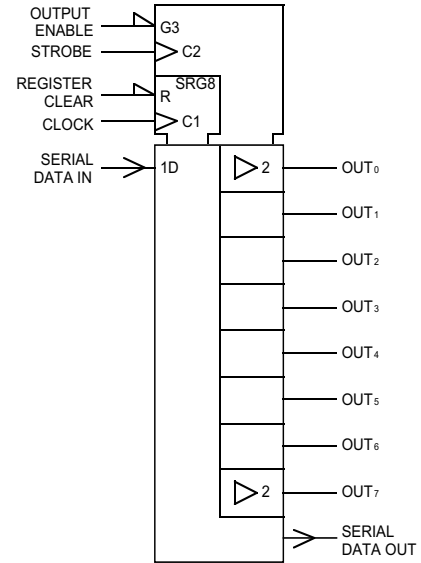 OUTPUT
ENABLE
G3
STROBE
C2
REGISTER
CLEAR
SRG8
R
CLOCK
C1
SERIAL
DATA IN
1D
2
OUT₀
OUT₁
OUT₂
OUT₃
OUT₄
OUT₅
OUT₆
2
OUT₇
SERIAL
DATA OUT